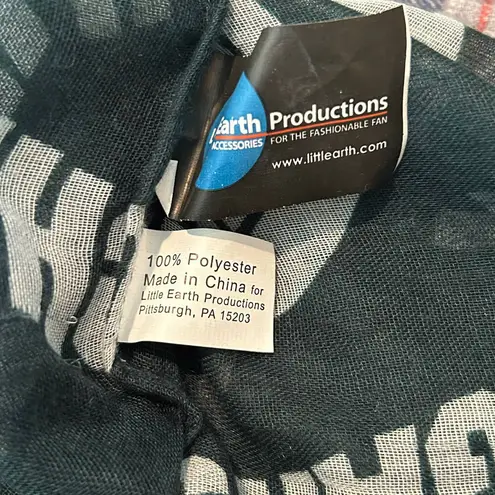 Earth Productions
ACCESSORIES FOR THE FASHIONABLE FAN
www.littlearth.com
100% Polyester
Made in China for
Little Earth Productions
Pittsburgh, PA 15203